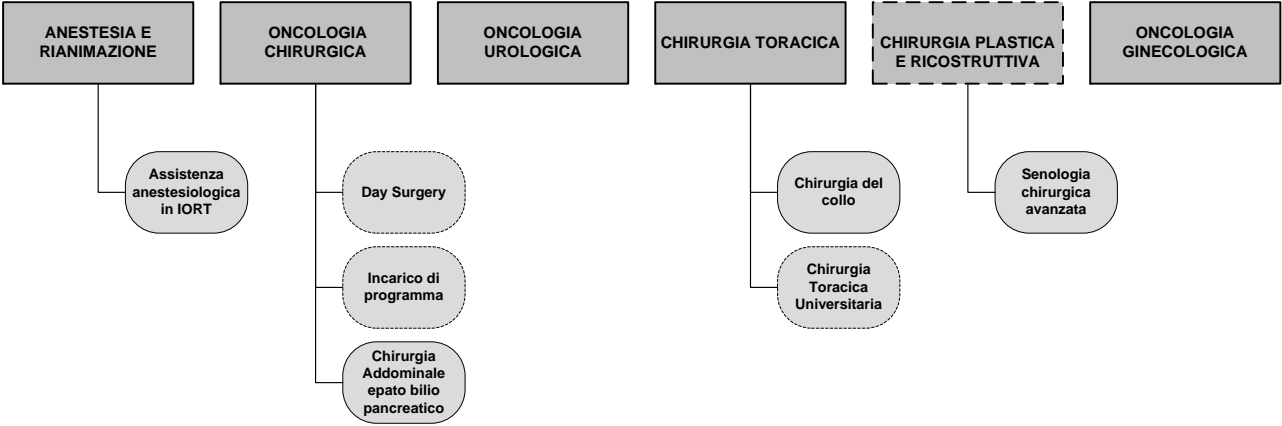 ANESTESIA E
RIANIMAZIONE
ONCOLOGIA
CHIRURGICA
ONCOLOGIA
UROLOGICA
CHIRURGIA TORACICA
CHIRURGIA PLASTICA
E RICOSTRUTTIVA
ONCOLOGIA
GINECOLOGICA
Assistenza
anestesiologica
in IORT
Day Surgery
Chirurgia del
collo
Senologia
chirurgica
avanzata
Incarico di
programma
Chirurgia
Toracica
Universitaria
Chirurgia
Addominale
epato bilio
pancreatico